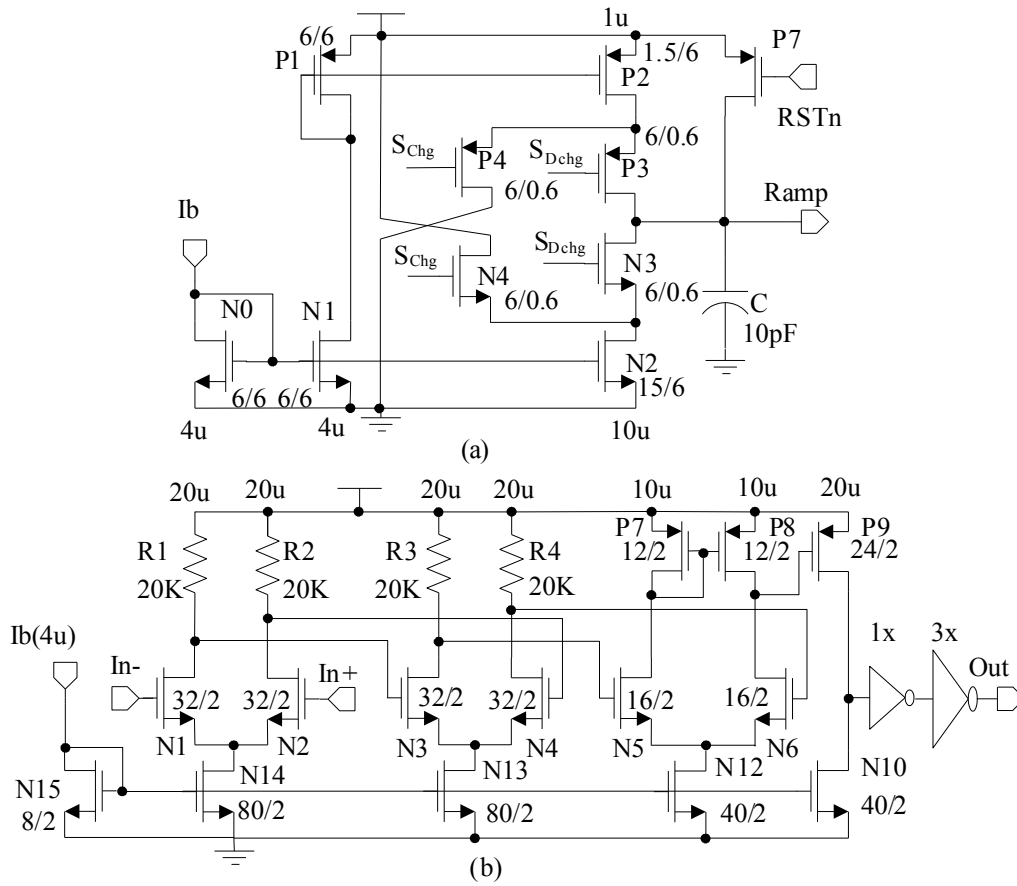 1u
6/6
P1
1.5/6
P2
P7
RSTn
S_Chg
P4
6/0.6
S_Dchg
6/0.6
P3
Ramp
Ib
S_Chg
N4
6/0.6
S_Dchg
N3
6/0.6
C
10pF
N0
N1
N2
6/6
6/6
15/6
4u
4u
10u
(a)
20u
20u
20u
20u
10u
10u
20u
R1
20K
R2
20K
R3
20K
R4
20K
P7
12/2
P8
12/2
P9
24/2
Ib(4u)
In-
In+
1x
3x
Out
32/2
32/2
32/2
32/2
16/2
16/2
N1
N2
N3
N4
N5
N6
N15
8/2
N14
80/2
N13
80/2
N12
40/2
N10
40/2
(b)